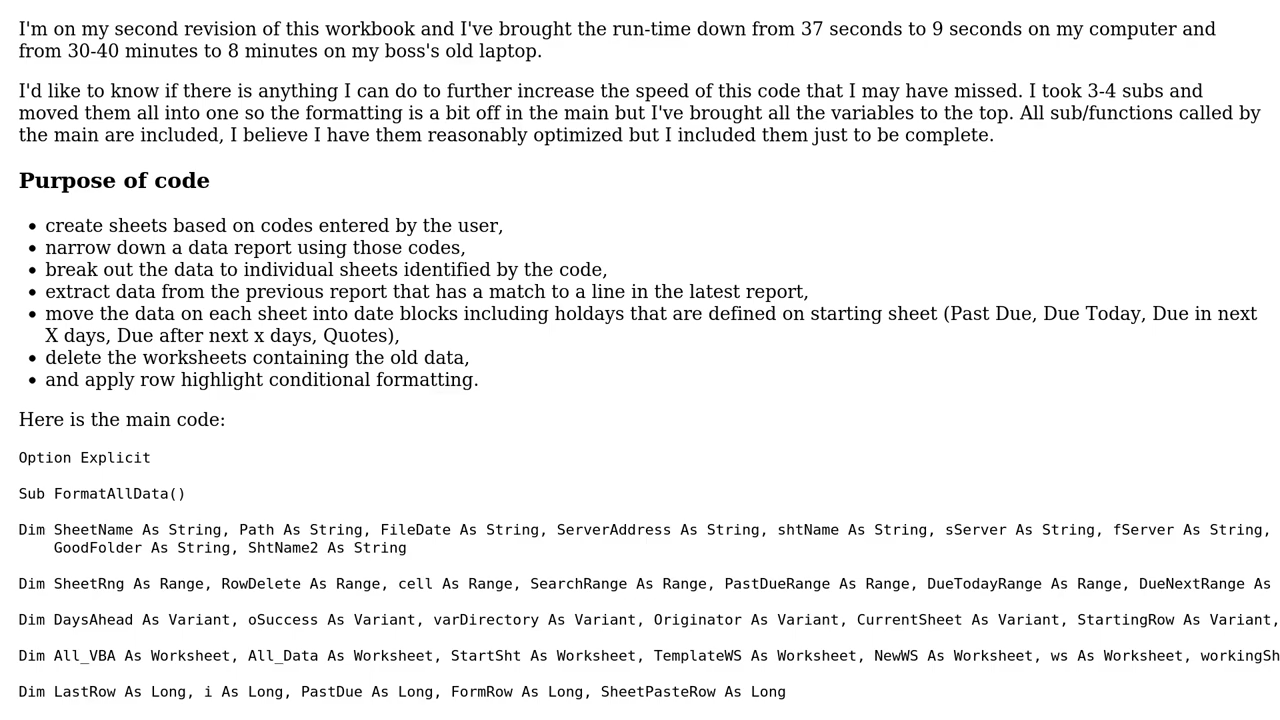 I'm on my second revision of this workbook and I've brought the run-time down from 37 seconds to 9 seconds on my computer and
from 30-40 minutes to 8 minutes on my boss's old laptop.
I'd like to know if there is anything I can do to further increase the speed of this code that I may have missed. I took 3-4 subs and
moved them all into one so the formatting is a bit off in the main but I've brought all the variables to the top. All sub/functions called by
the main are included, I believe I have them reasonably optimized but I included them just to be complete.
Purpose of code
• create sheets based on codes entered by the user,
• narrow down a data report using those codes,
• break out the data to individual sheets identified by the code,
• extract data from the previous report that has a match to a line in the latest report,
• move the data on each sheet into date blocks including holdays that are defined on starting sheet (Past Due, Due Today, Due in next
X days, Due after next x days, Quotes),
• delete the worksheets containing the old data,
• and apply row highlight conditional formatting.
Here is the main code:
Option Explicit
Sub FormatAllData()
Dim SheetName As String, Path As String, FileDate As String, ServerAddress As String, shtName As String, sServer As String, fServer As String,
GoodFolder As String, ShtName2 As String
Dim SheetRng As Range, RowDelete As Range, cell As Range, SearchRange As Range, PastDueRange As Range, DueTodayRange As Range, DueNextRange As
Dim DaysAhead As Variant, oSuccess As Variant, varDirectory As Variant, Originator As Variant, CurrentSheet As Variant, StartingRow As Variant,
Dim All_VBA As Worksheet, All_Data As Worksheet, StartSht As Worksheet, TemplateWS As Worksheet, NewWS As Worksheet, ws As Worksheet, workingSh
Dim LastRow As Long, i As Long, PastDue As Long, FormRow As Long, SheetPasteRow As Long